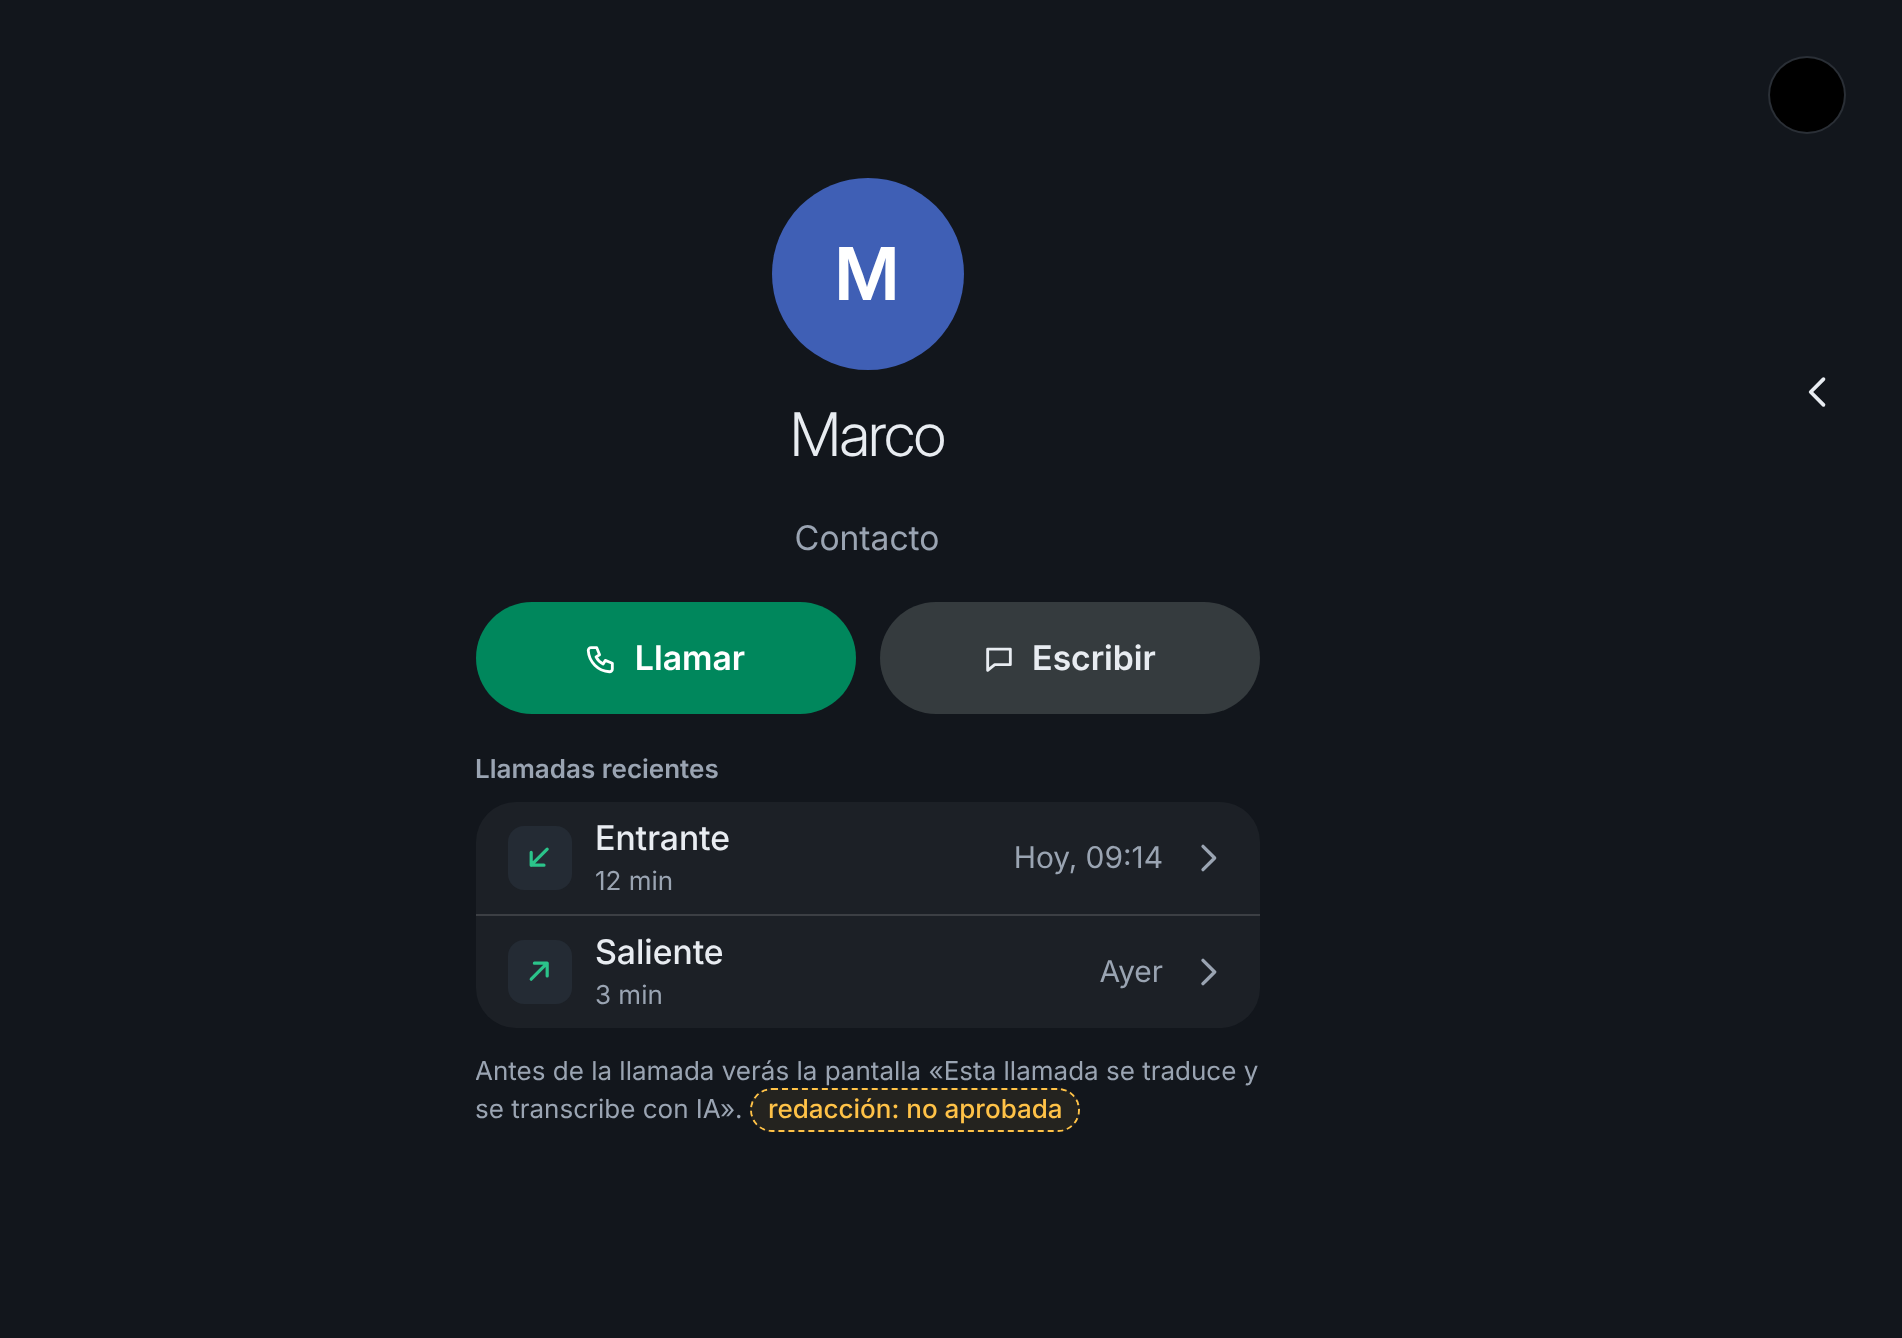 M
Marco
Contacto
Llamar
Escribir
Llamadas recientes
Entrante
12 min
Hoy, 09:14
Saliente
3 min
Ayer
Antes de la llamada verás la pantalla «Esta llamada se traduce y
se transcribe con IA». redacción: no aprobada